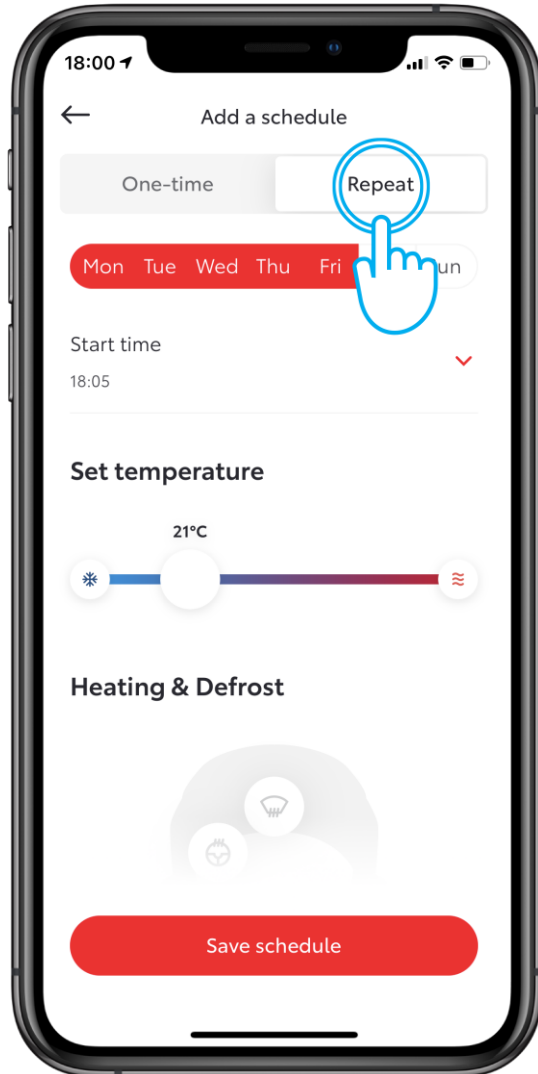 18:00
Add a schedule
One-time Repeat
Mon Tue Wed Thu Fri
Start time
18:05
Set temperature
21°C
Heating & Defrost
Save schedule